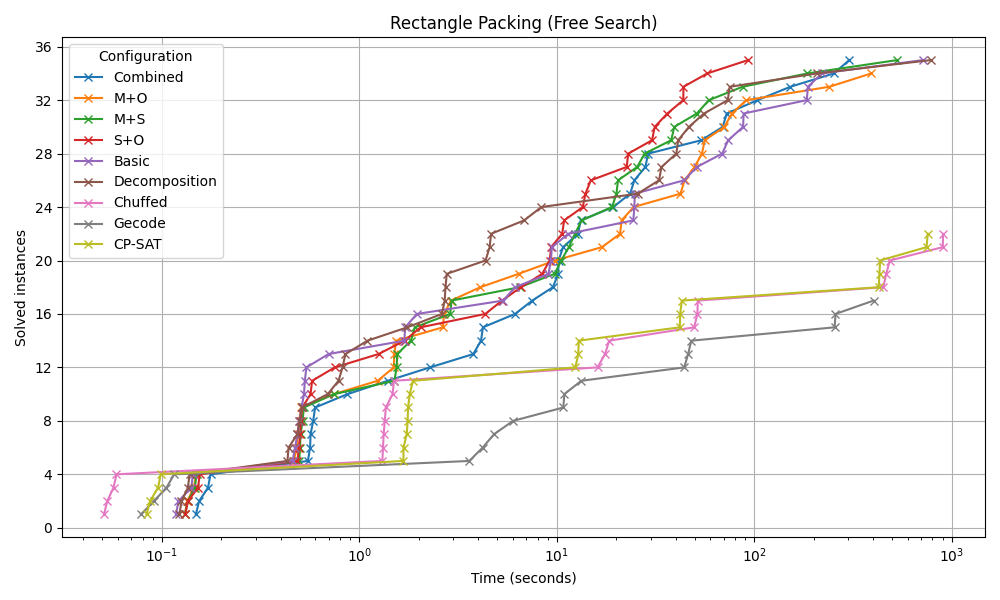 Rectangle Packing (Free Search)
Solved instances
36
32
28
24
20
16
12
8
4
0
Configuration
Combined
M+O
M+S
S+O
Basic
Decomposition
Chuffed
Gecode
CP-SAT
10⁻¹ 10⁰ 10¹ 10² 10³
Time (seconds)